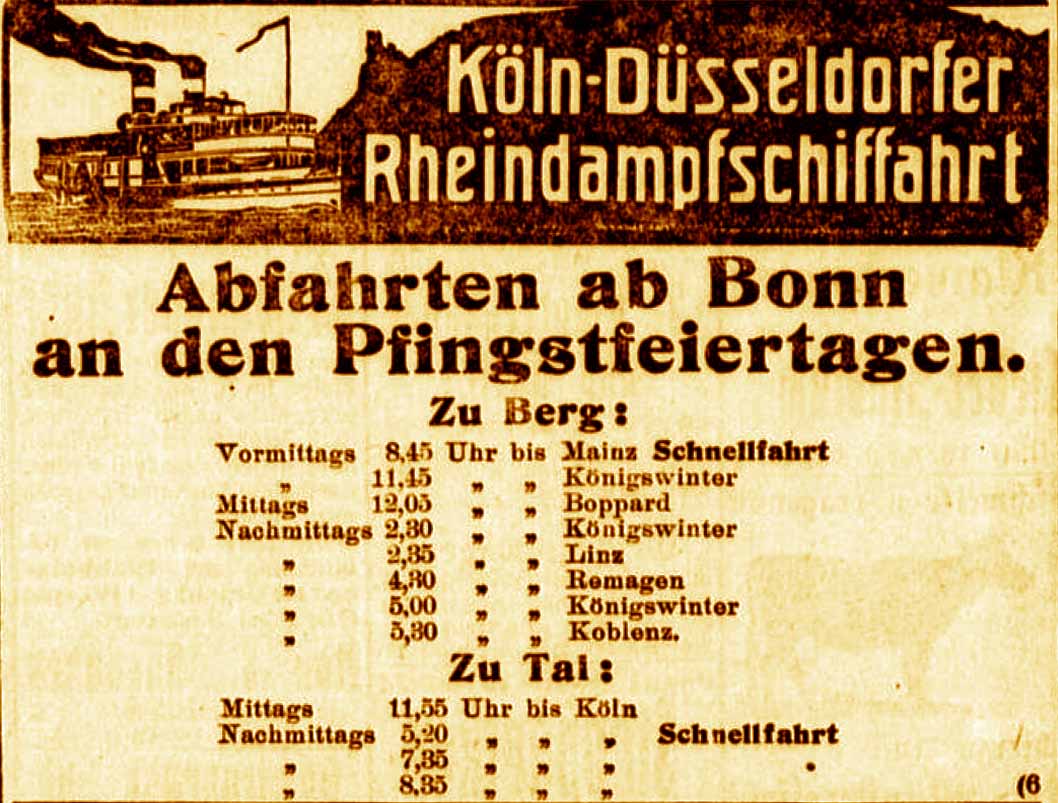 Köln-Düsseldorfer
Rheindampfschiffahrt
Abfahrten ab Bonn
an den Pfingstfeiertagen.
Zu Berg:
Vormittags 8,45 Uhr bis Mainz Schnellfahrt
„ 11,45 „ „ Königswinter
Mittags 12,05 „ „ Boppard
Nachmittags 2,30 „ „ Königswinter
„ 2,35 „ „ Linz
„ 4,30 „ „ Remagen
„ 5,00 „ „ Königswinter
„ 5,30 „ „ Koblenz.
Zu Tal:
Mittags 11,55 Uhr bis Köln
Nachmittags 5,20 „ „ „ Schnellfahrt
„ 7,35 „ „ „
„ 8,35 „ „ „ (6